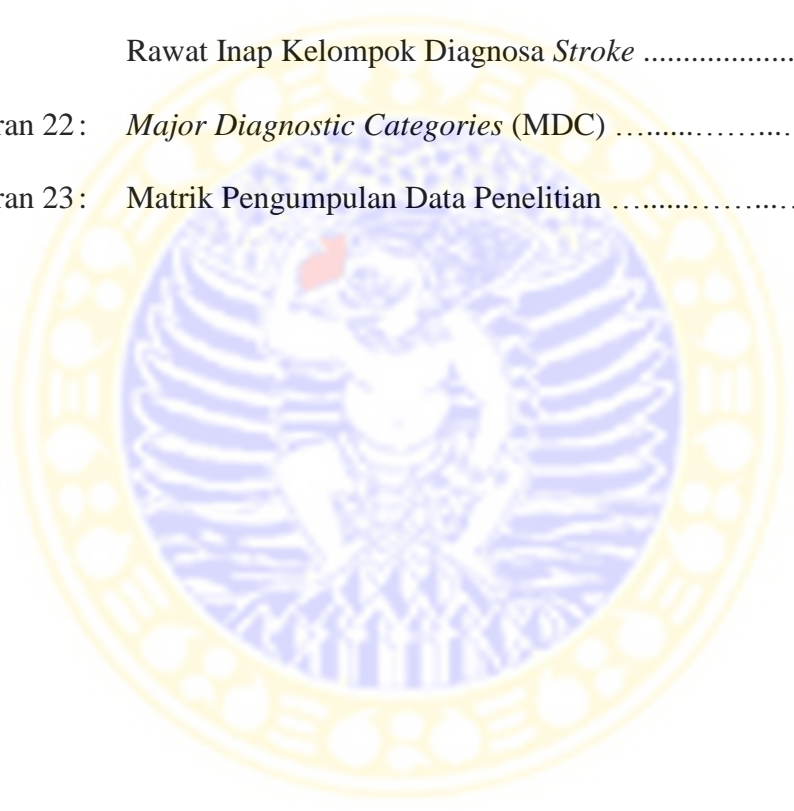 Rawat Inap Kelompok Diagnosa Stroke ...................
ran 22: Major Diagnostic Categories (MDC) ….....……...…
ran 23: Matrik Pengumpulan Data Penelitian ….....……...…